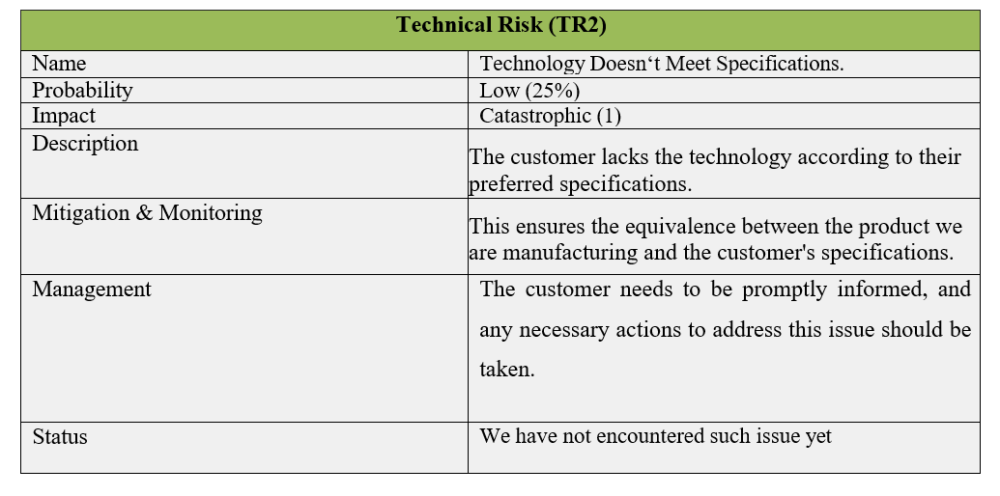 Technical Risk (TR2)
Name
Technology Doesn‘t Meet Specifications.
Probability
Low (25%)
Impact
Catastrophic (1)
Description
The customer lacks the technology according to their
preferred specifications.
Mitigation & Monitoring
This ensures the equivalence between the product we
are manufacturing and the customer's specifications.
Management
The customer needs to be promptly informed, and
any necessary actions to address this issue should be
taken.
Status
We have not encountered such issue yet